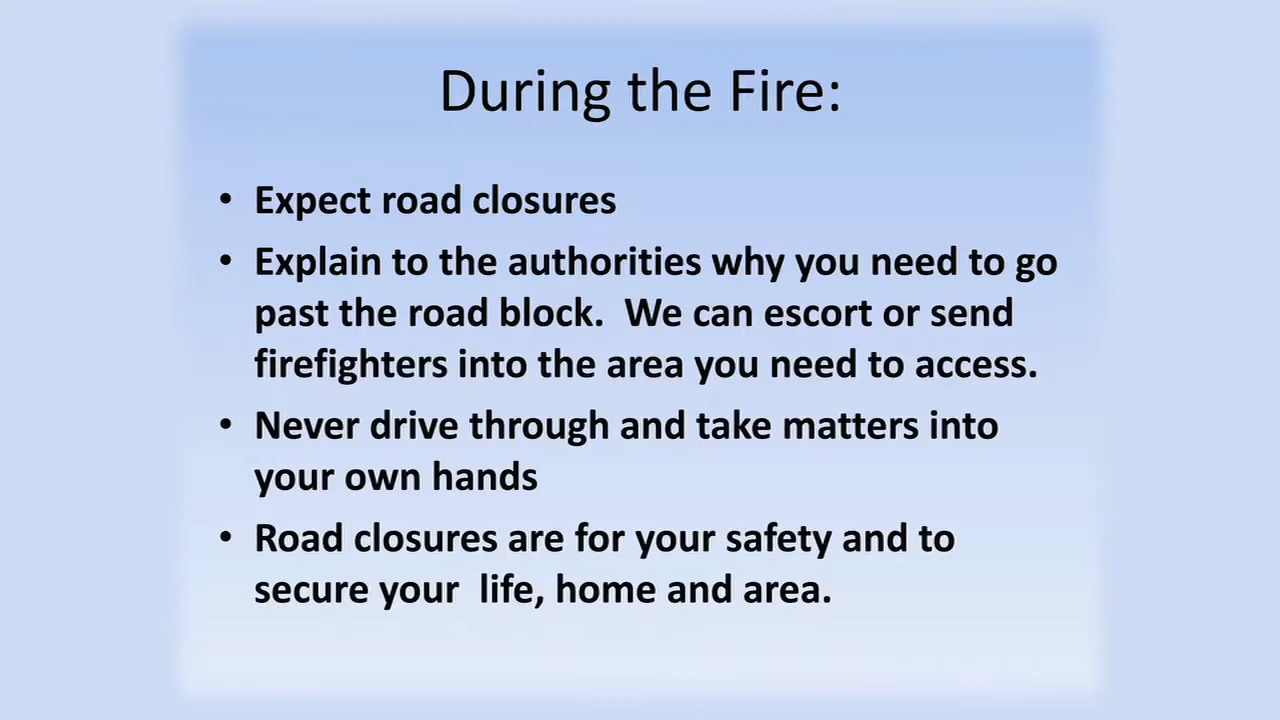 During the Fire:
• Expect road closures
• Explain to the authorities why you need to go
past the road block.  We can escort or send
firefighters into the area you need to access.
• Never drive through and take matters into
your own hands
• Road closures are for your safety and to
secure your  life, home and area.